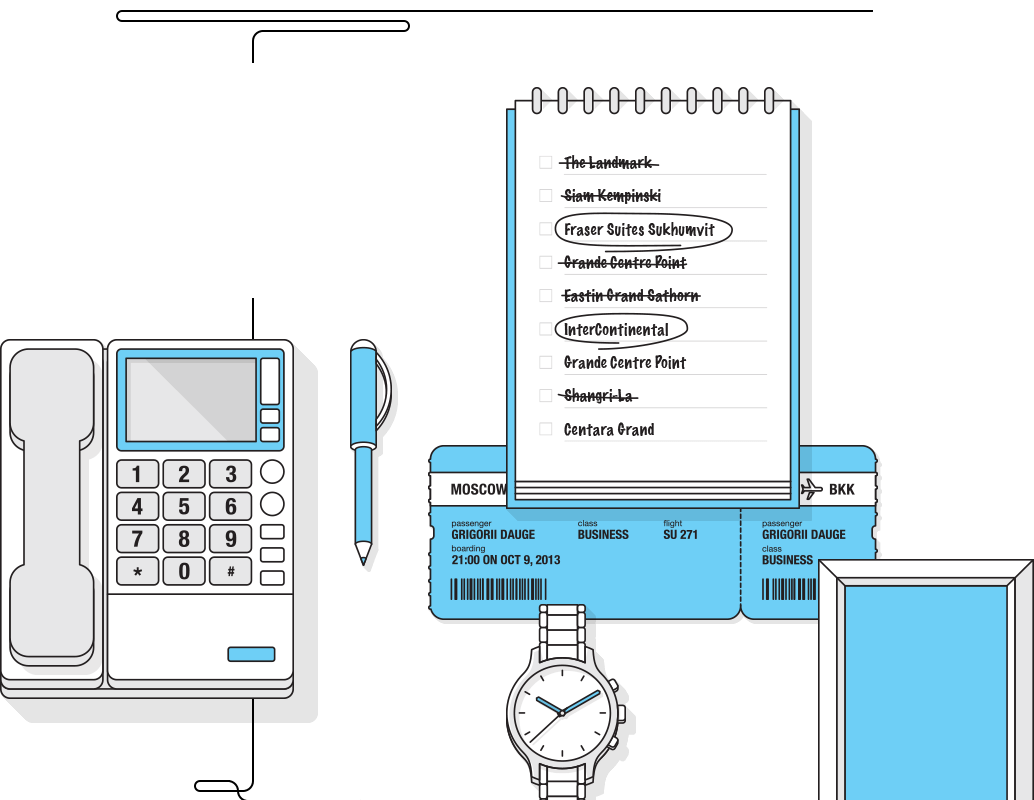 The Landmark
Siam Kempinski
Fraser Suites Sukhumvit
Grande Centre Point
Eastin Grand Sathorn
InterContinental
Grande Centre Point
Shangri-La
Centara Grand
1 2 3
4 5 6
7 8 9
* 0 #
MOSCOW BKK
passenger class flight passenger
GRIGORII DAUGE BUSINESS SU 271 GRIGORII DAUGE
boarding class
21:00 ON OCT 9, 2013 BUSINESS